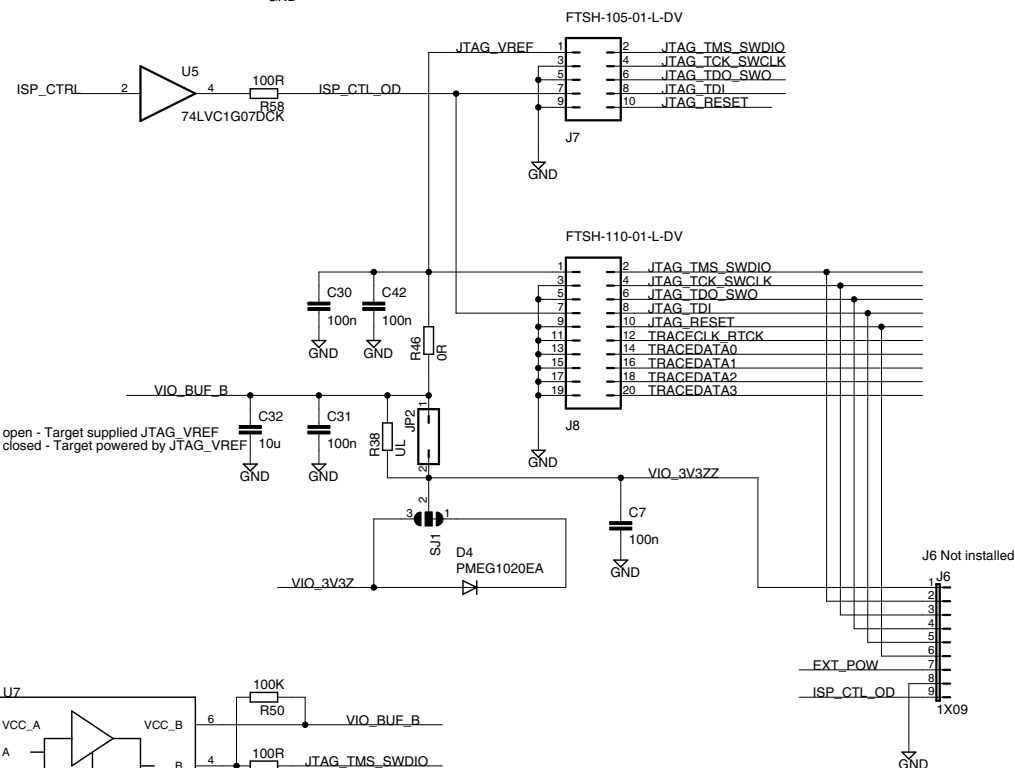 GND
FTSH-105-01-L-DV
JTAG_VREF 1 2 JTAG_TMS_SWDIO
3 4 JTAG_TCK_SWCLK
5 6 JTAG_TDO_SWO
7 8 JTAG_TDI
9 10 JTAG_RESET
J7
GND
U5
ISP_CTRL 2 4 100R ISP_CTL_OD
R58
74LVC1G07DCK
FTSH-110-01-L-DV
1 2 JTAG_TMS_SWDIO
3 4 JTAG_TCK_SWCLK
5 6 JTAG_TDO_SWO
7 8 JTAG_TDI
9 10 JTAG_RESET
11 12 TRACECLK_RTCK
13 14 TRACEDATA0
15 16 TRACEDATA1
17 18 TRACEDATA2
19 20 TRACEDATA3
J8
GND
C30 C42
100n 100n
GND GND
R46
0R
VIO_BUF_B
C32 C31
10u 100n
GND GND
open - Target supplied JTAG_VREF
closed - Target powered by JTAG_VREF
R38
UL
JP2
1
2
VIO_3V3ZZ
C7
100n
GND
2
3 1
SJ1
D4
PMEG1020EA
VIO_3V3Z
J6 Not installed
J6
1
2
3
4
5
6
EXT_POW 7
8
ISP_CTL_OD 9
1X09
GND
U7
VCC_A VCC_B 6
100K
R50
VIO_BUF_B
A B 4
100R
JTAG_TMS_SWDIO